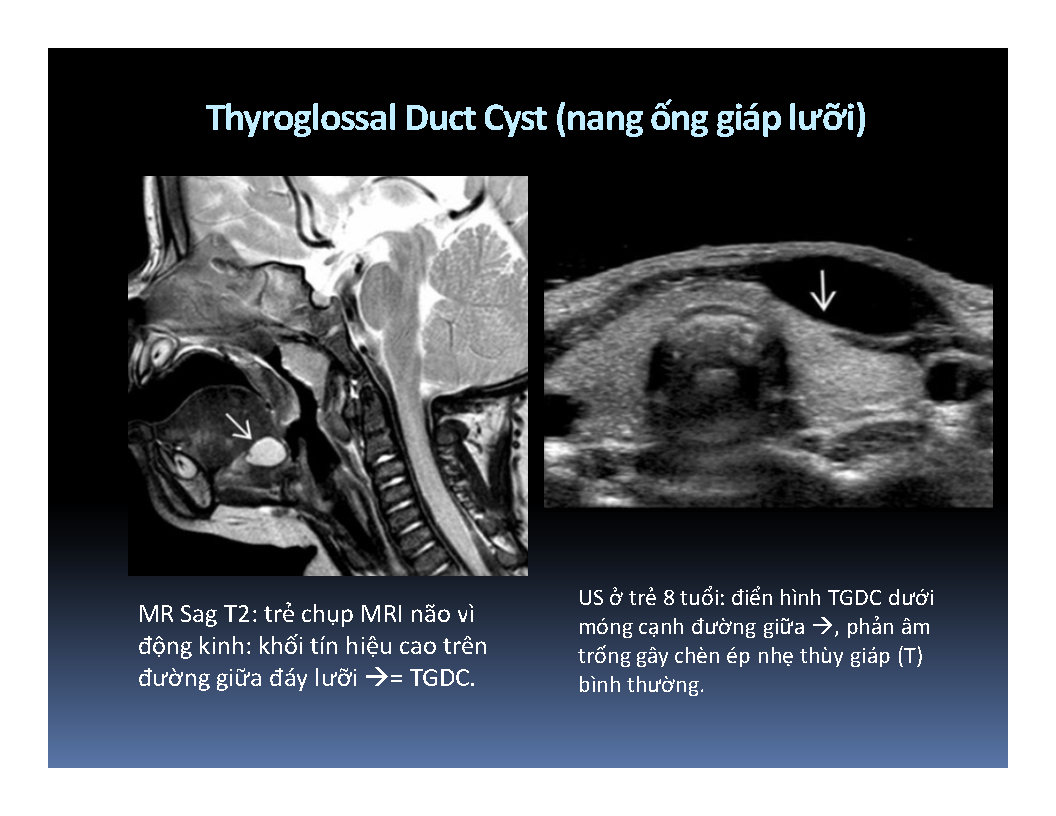 Thyroglossal Duct Cyst (nang ống giáp lưỡi)
MR Sag T2: trẻ chụp MRI não vì
động kinh: khối tín hiệu cao trên
đường giữa đáy lưỡi →= TGDC.
US ở trẻ 8 tuổi: điển hình TGDC dưới
móng cạnh đường giữa →, phản âm
trống gây chèn ép nhẹ thùy giáp (T)
bình thường.